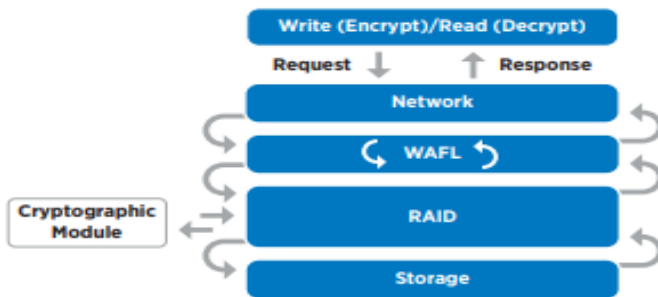 Write (Encrypt)/Read (Decrypt)
Request
Response
Network
WAFL
Cryptographic
Module
RAID
Storage